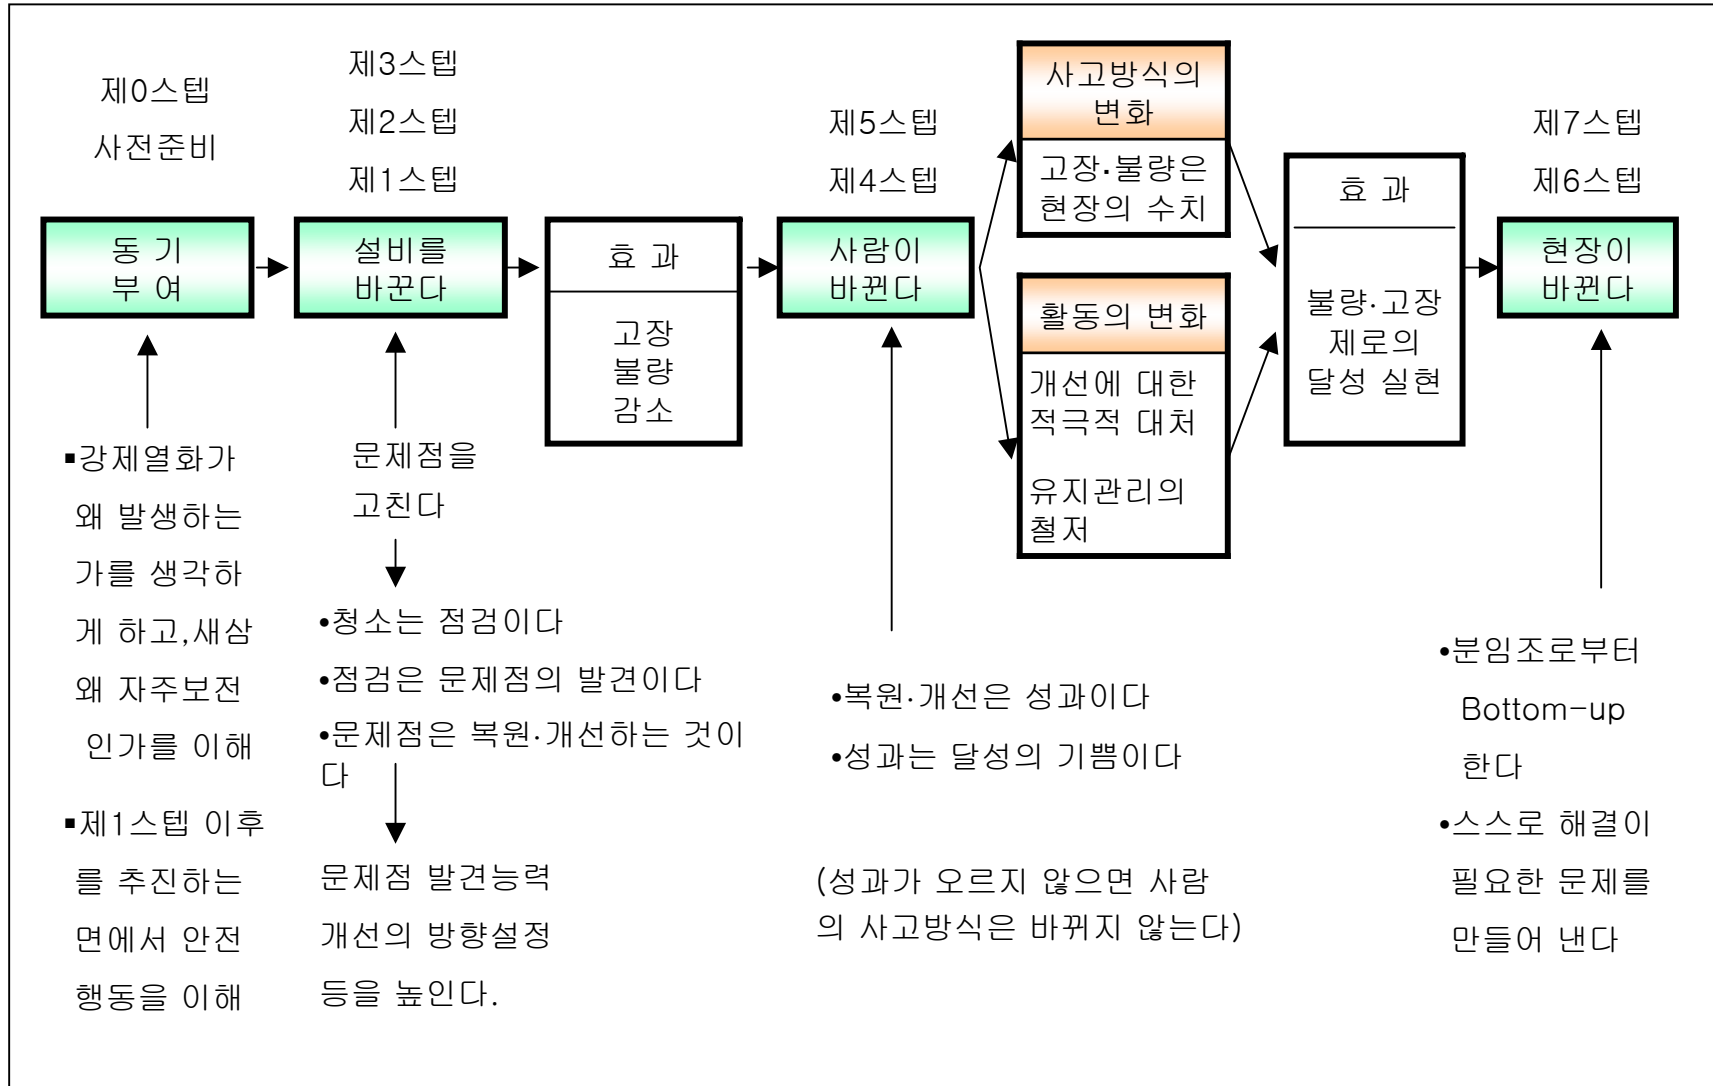 제0스텝
사전준비
동 기
부 여
▪강제열화가
왜 발생하는
가를 생각하
게 하고,새삼
왜 자주보전
인가를 이해
▪제1스텝 이후
를 추진하는
면에서 안전
행동을 이해
제3스텝
제2스텝
제1스텝
설비를
바꾼다
문제점을
고친다
•청소는 점검이다
•점검은 문제점의 발견이다
•문제점은 복원·개선하는 것이
다
문제점 발견능력
개선의 방향설정
등을 높인다.
효 과
고장
불량
감소
제5스텝
제4스텝
사람이
바뀐다
•복원·개선은 성과이다
•성과는 달성의 기쁨이다
(성과가 오르지 않으면 사람
의 사고방식은 바뀌지 않는다)
사고방식의
변화
고장·불량은
현장의 수치
활동의 변화
개선에 대한
적극적 대처
유지관리의
철저
효 과
불량·고장
제로의
달성 실현
제7스텝
제6스텝
현장이
바뀐다
•분임조로부터
Bottom-up
한다
•스스로 해결이
필요한 문제를
만들어 낸다